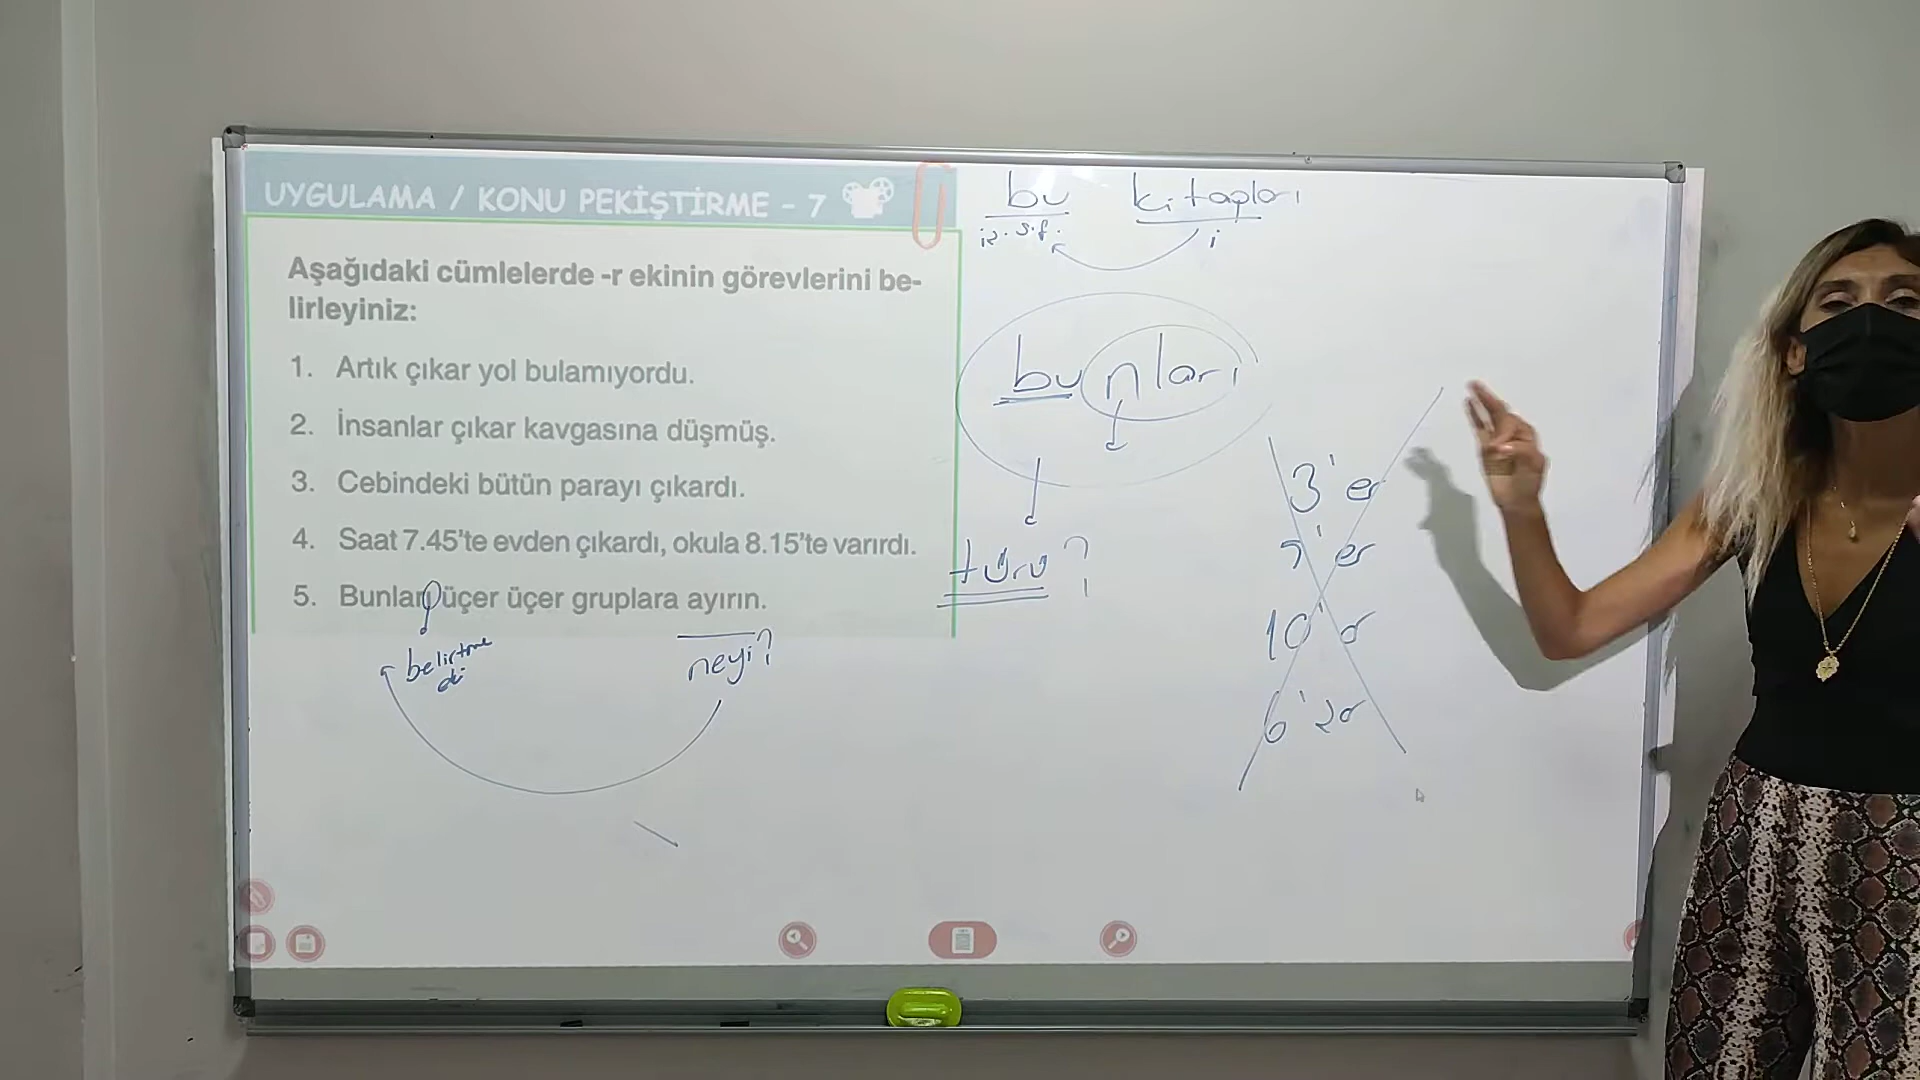 UYGULAMA / KONU PEKİŞTİRME - 7
Aşağıdaki cümlelerde -r ekinin görevlerini be-
lirleyiniz:
1. Artık çıkar yol bulamıyordu.
2. İnsanlar çıkar kavgasına düşmüş.
3. Cebindeki bütün parayı çıkardı.
4. Saat 7.45'te evden çıkardı, okula 8.15'te varırdı.
5. Bunları üçer üçer gruplara ayırın.
belirtme
neyi?
bu kitapları
iş. sıf. i
bunları
türü?
3'er
7'er
10'ar
6'şar